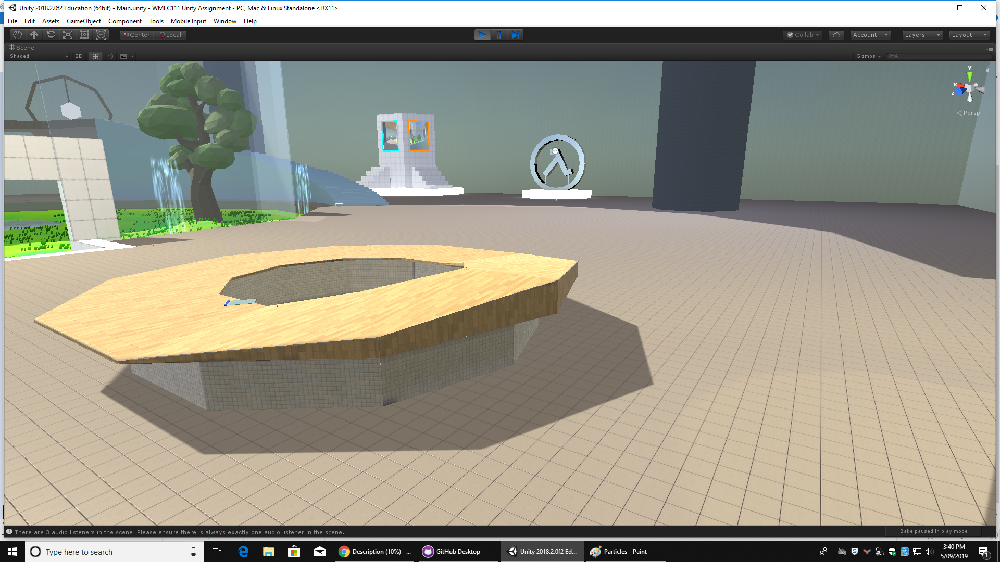 Unity 2018.2.0f2 Education (64bit) - Main.unity - WMEC111 Unity Assignment - PC, Mac & Linux Standalone <DX11>
File Edit Assets GameObject Component Tools Mobile Input Window Help
Center Local Collab Account Layers Layout
Scene
Shaded 2D Gizmos All
y
x
z
Persp
There are 3 audio listeners in the scene. Please ensure there is always exactly one audio listener in the scene.
Bake paused in play mode
Type here to search
Description (10%) -...
GitHub Desktop
Unity 2018.2.0f2 Ed...
Particles - Paint
3:40 PM
5/09/2019
1